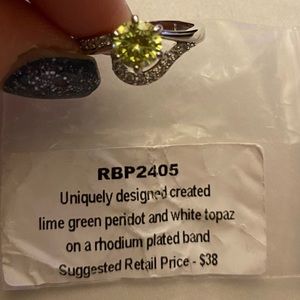 RBP2405
Uniquely designed created
lime green peridot and white topaz
on a rhodium plated band
Suggested Retail Price - $38